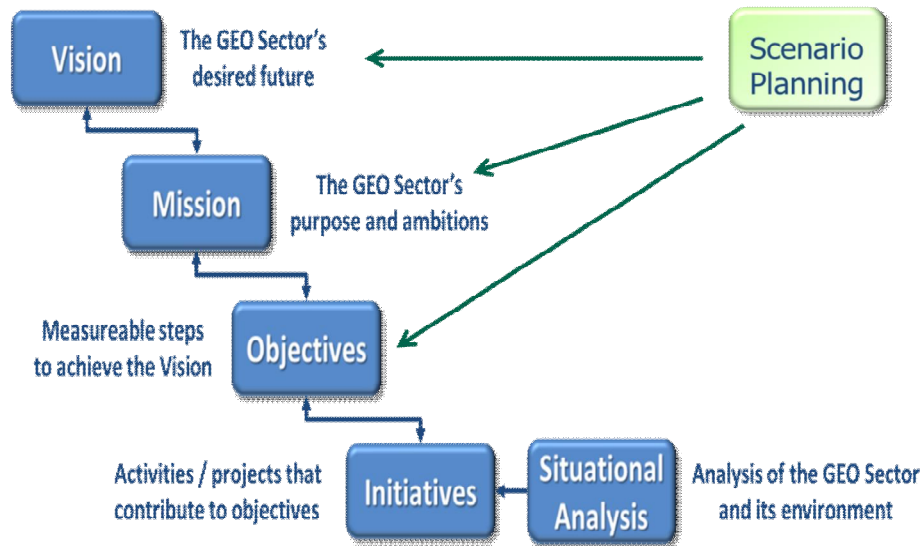 Vision
The GEO Sector's
desired future
Scenario
Planning
Mission
The GEO Sector's
purpose and ambitions
Measureable steps
to achieve the Vision
Objectives
Activities / projects that
contribute to objectives
Initiatives
Situational
Analysis
Analysis of the GEO Sector
and its environment